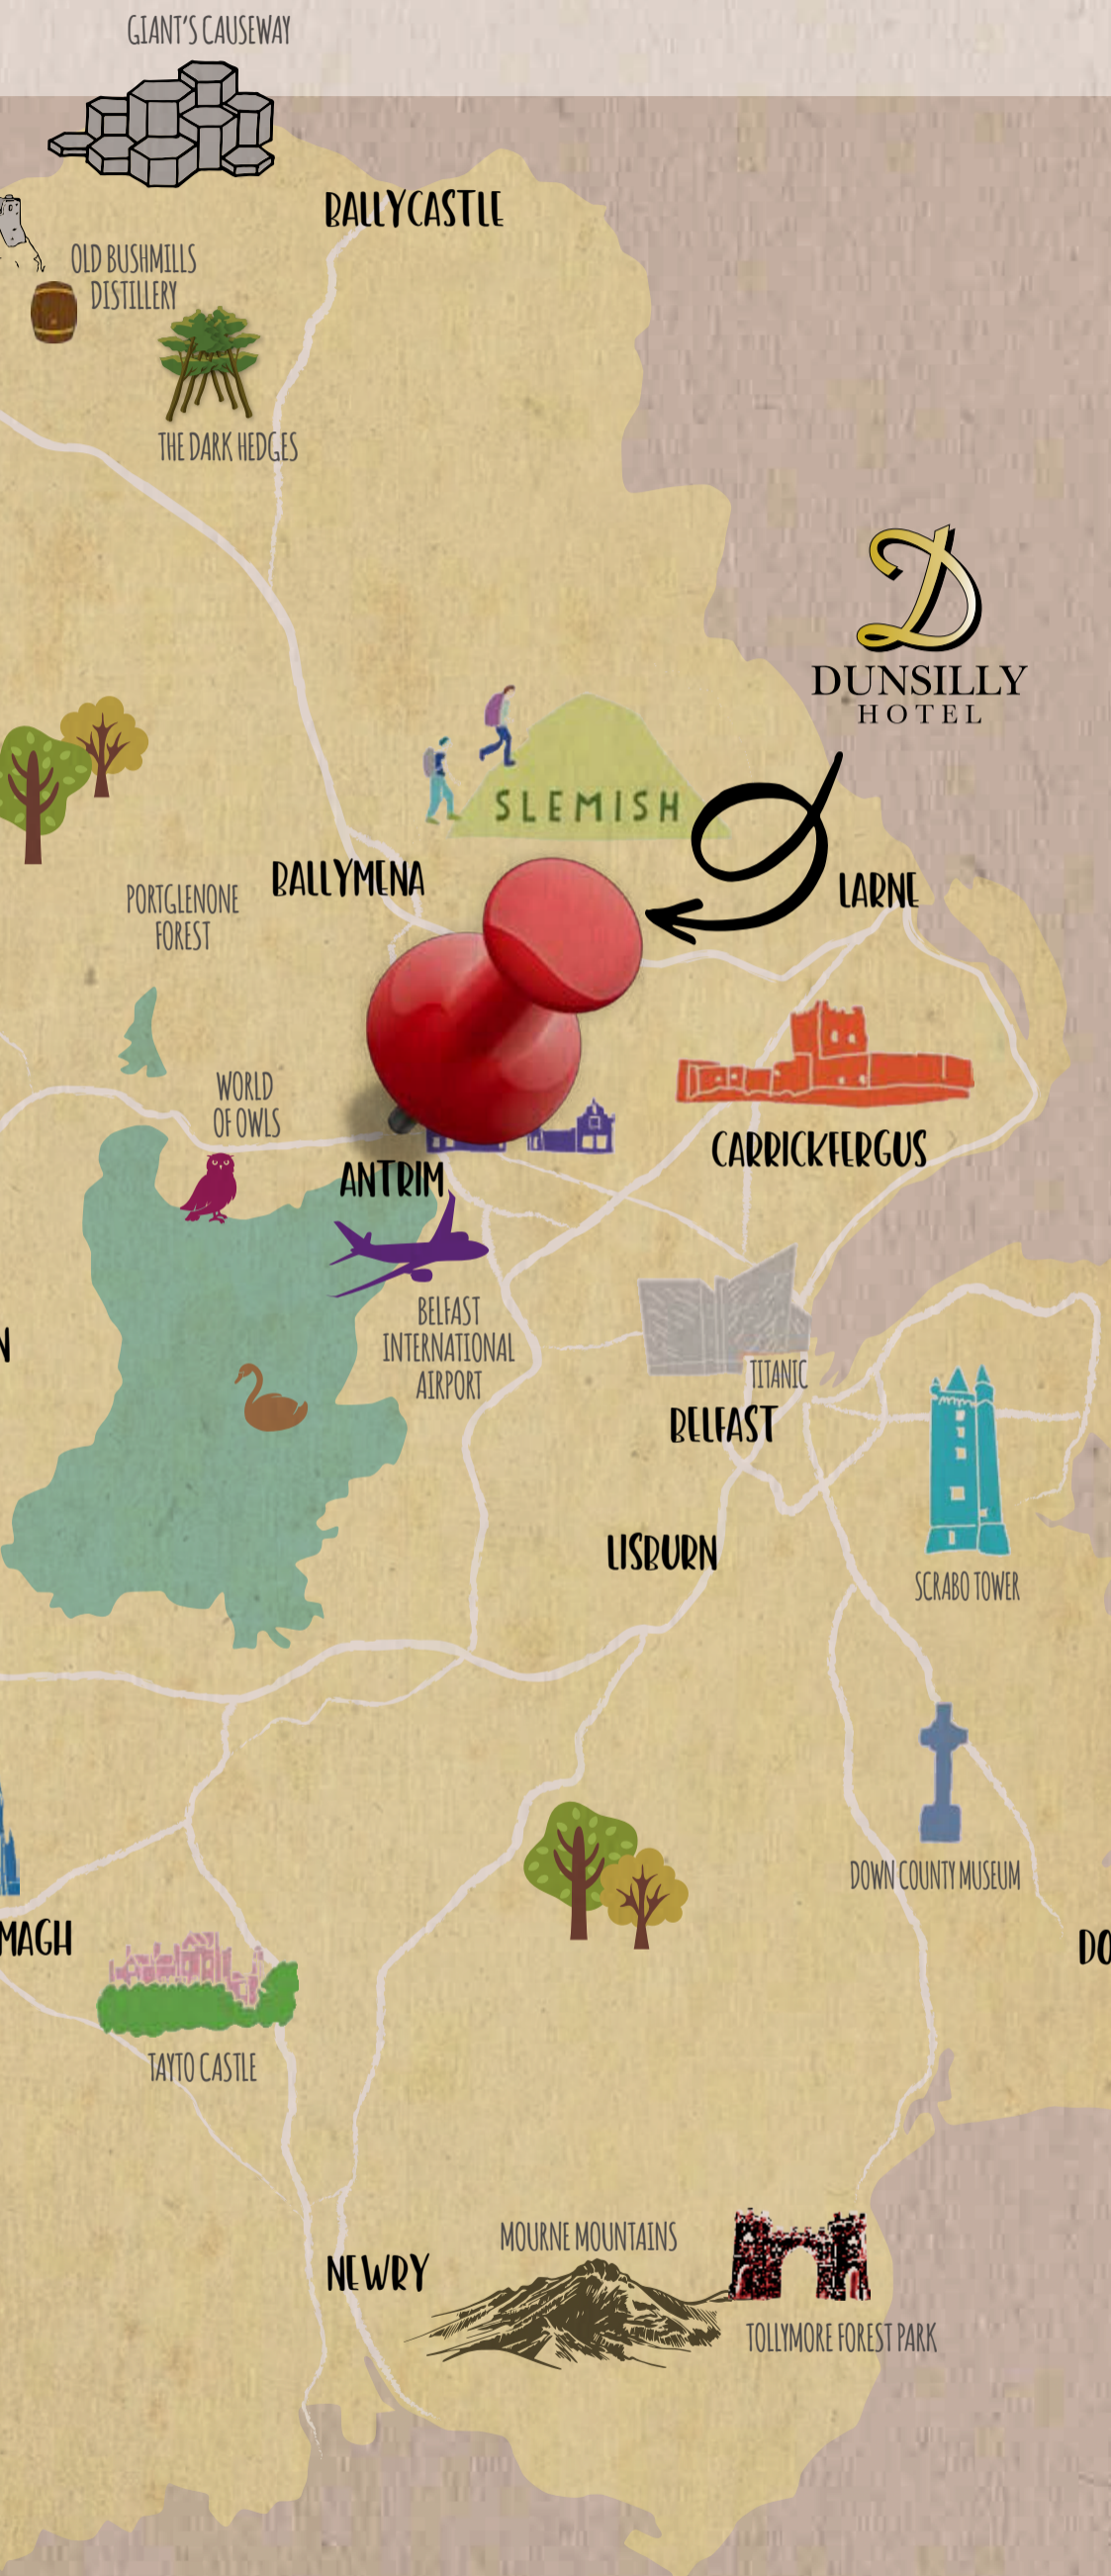 GIANT'S CAUSEWAY
BALLYCASTLE
OLD BUSHMILLS
DISTILLERY
THE DARK HEDGES
D
DUNSILLY
HOTEL
SLEMISH
BALLYMENA
LARNE
PORTGLENONE
FOREST
WORLD
OF OWLS
CARRICKFERGUS
ANTRIM
BELFAST
INTERNATIONAL
AIRPORT
N
TITANIC
BELFAST
LISBURN
SCRABO TOWER
DOWN COUNTY MUSEUM
MAGH
DO
TAYTO CASTLE
MOURNE MOUNTAINS
NEWRY
TOLLYMORE FOREST PARK